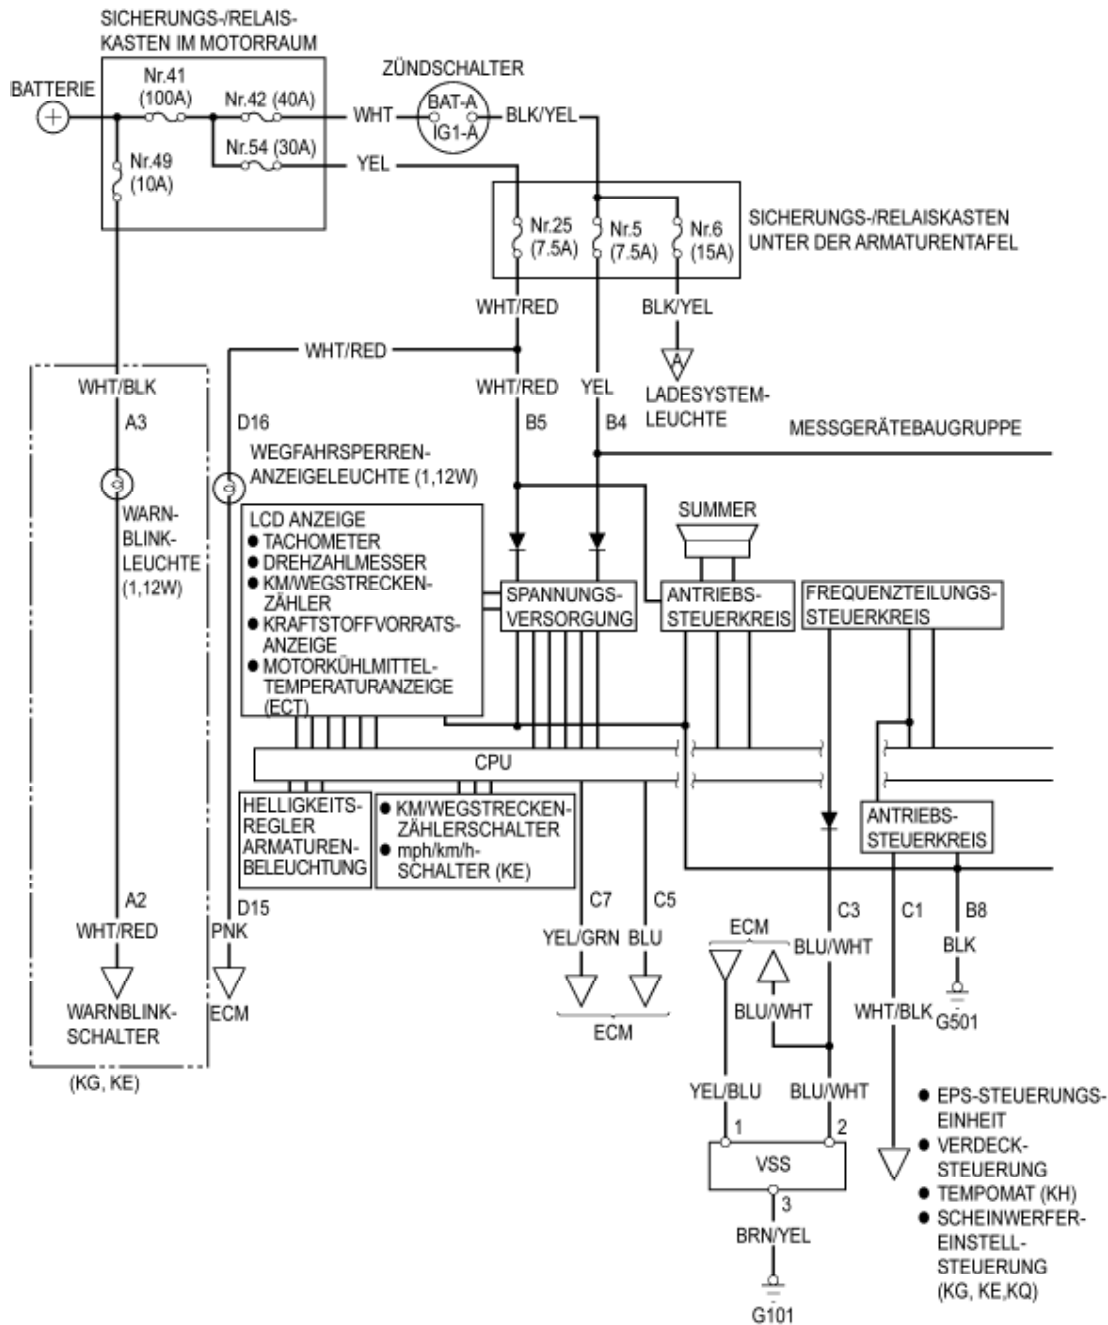 SICHERUNGS-/RELAIS-
KASTEN IM MOTORRAUM
BATTERIE
Nr.41
(100A)
Nr.42 (40A)
Nr.54 (30A)
Nr.49
(10A)
WHT
YEL
ZÜNDSCHALTER
BAT-A
IG1-A
BLK/YEL
Nr.25
(7.5A)
Nr.5
(7.5A)
Nr.6
(15A)
SICHERUNGS-/RELAISKASTEN
UNTER DER ARMATURENTAFEL
WHT/RED
BLK/YEL
WHT/RED
WHT/RED
YEL
A
LADESYSTEM-
LEUCHTE
WHT/BLK
A3
D16
B5
B4
MESSGERÄTEBAUGRUPPE
WEGFAHRSPERREN-
ANZEIGELEUCHTE (1,12W)
WARN-
BLINK-
LEUCHTE
(1,12W)
LCD ANZEIGE
● TACHOMETER
● DREHZAHLMESSER
● KM/WEGSTRECKEN-
ZÄHLER
● KRAFTSTOFFVORRATS-
ANZEIGE
● MOTORKÜHLMITTEL-
TEMPERATURANZEIGE
(ECT)
SUMMER
SPANNUNGS-
VERSORGUNG
ANTRIEBS-
STEUERKREIS
FREQUENZTEILUNGS-
STEUERKREIS
CPU
HELLIGKEITS-
REGLER
ARMATUREN-
BELEUCHTUNG
● KM/WEGSTRECKEN-
ZÄHLERSCHALTER
● mph/km/h-
SCHALTER (KE)
ANTRIEBS-
STEUERKREIS
A2
D15
C7
C5
C3
C1
B8
WHT/RED
PNK
YEL/GRN
BLU
ECM
BLU/WHT
BLK
WARNBLINK-
SCHALTER
ECM
ECM
BLU/WHT
WHT/BLK
G501
(KG, KE)
YEL/BLU
BLU/WHT
1
2
VSS
3
BRN/YEL
G101
● EPS-STEUERUNGS-
EINHEIT
● VERDECK-
STEUERUNG
● TEMPOMAT (KH)
● SCHEINWERFER-
EINSTELL-
STEUERUNG
(KG, KE,KQ)